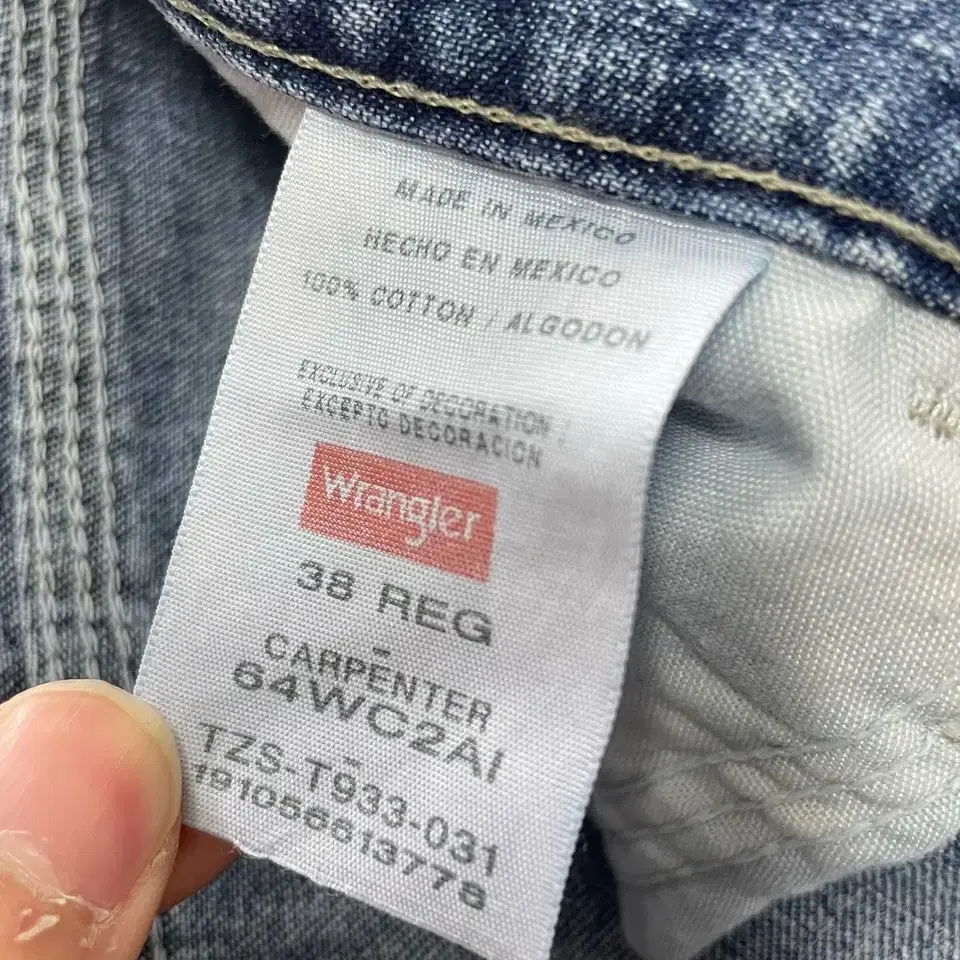 MADE IN MEXICO
HECHO EN MEXICO
100% COTTON / ALGODON
EXCLUSIVE OF DECORATION /
EXCEPTO DECORACION
Wrangler
38 REG
-
CARPENTER
64WC2AI
-
TZS-T933-031
191056813778